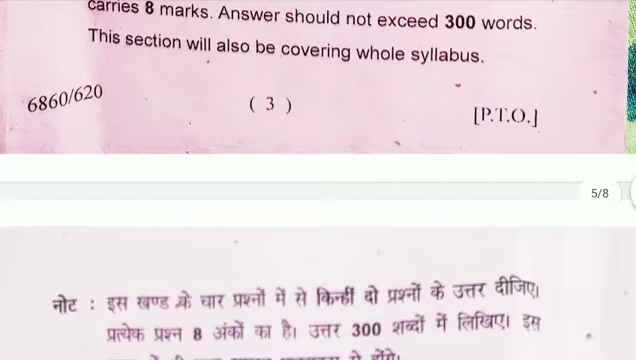 carries 8 marks. Answer should not exceed 300 words.
This section will also be covering whole syllabus.
6860/620
( 3 )
[P.T.O.]
5/8
नोट : इस खण्ड के चार प्रश्नों में से किन्हीं दो प्रश्नों के उत्तर दीजिए।
प्रत्येक प्रश्न 8 अंकों का है। उत्तर 300 शब्दों में लिखिए। इस